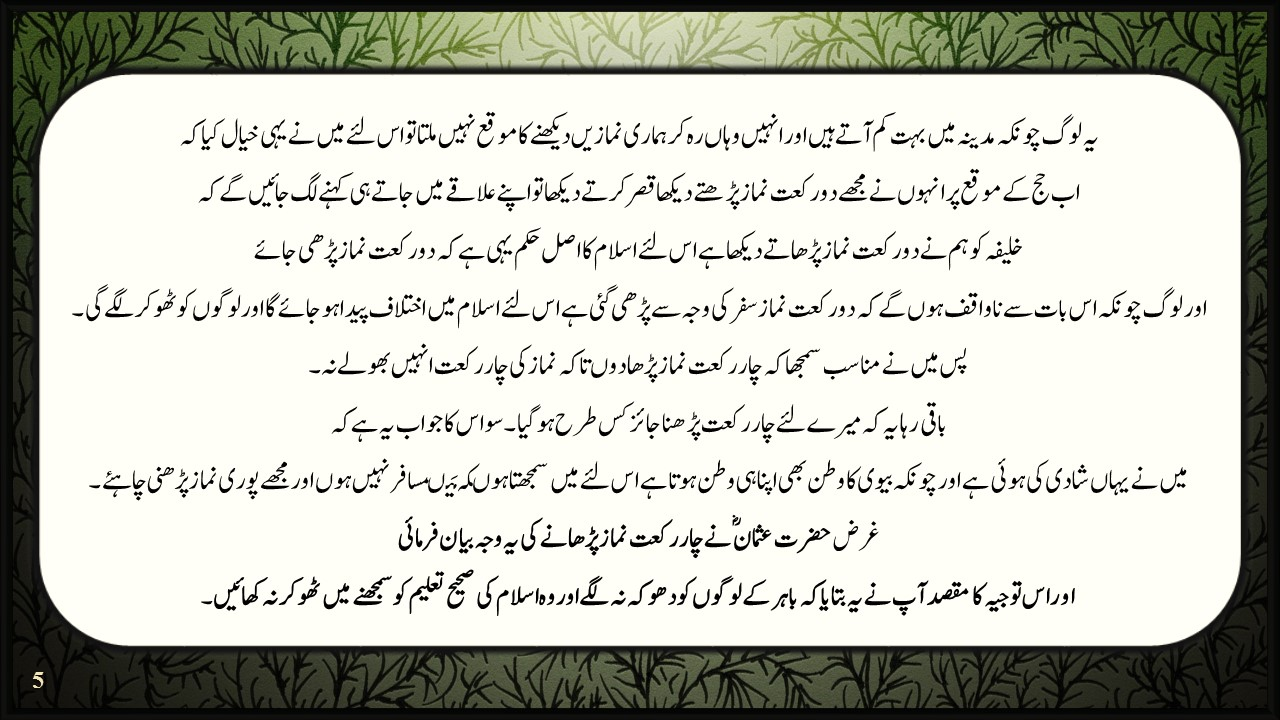 یہ لوگ چونکہ مدینہ میں بہت کم آتے ہیں اور انہیں وہاں رہ کر ہماری نمازیں دیکھنے کا موقع نہیں ملتا تو اس لئے میں نے یہی خیال کیا کہ
اب حج کے موقع پر انہوں نے مجھے دو رکعت نماز پڑھتے دیکھا قصر کرتے دیکھا تو اپنے علاقے میں جاتے ہی کہنے لگ جائیں گے کہ
خلیفہ کو ہم نے دو رکعت نماز پڑھاتے دیکھا ہے اس لئے اسلام کا اصل حکم یہی ہے کہ دو رکعت نماز پڑھی جائے
اور لوگ چونکہ اس بات سے ناواقف ہوں گے کہ دو رکعت نماز سفر کی وجہ سے پڑھی گئی ہے اس لئے اسلام میں اختلاف پیدا ہو جائے گا اور لوگوں کو ٹھوکر لگے گی۔
پس میں نے مناسب سمجھا کہ چار رکعت نماز پڑھا دوں تاکہ نماز کی چار رکعت انہیں بھولے نہ۔
باقی رہا یہ کہ میرے لئے چار رکعت پڑھنا جائز کس طرح ہو گیا۔ سو اس کا جواب یہ ہے کہ
میں نے یہاں شادی کی ہوئی ہے اور چونکہ بیوی کا وطن بھی اپنا ہی وطن ہوتا ہے اس لئے میں سمجھتا ہوں کہ میں مسافر نہیں ہوں اور مجھے پوری نماز پڑھنی چاہئے۔
غرض حضرت عثمانؓ نے چار رکعت نماز پڑھانے کی یہ وجہ بیان فرمائی
اور اس توجیہ کا مقصد آپ نے یہ بتایا کہ باہر کے لوگوں کو دھوکہ نہ لگے اور وہ اسلام کی صحیح تعلیم کو سمجھنے میں ٹھوکر نہ کھائیں۔
5